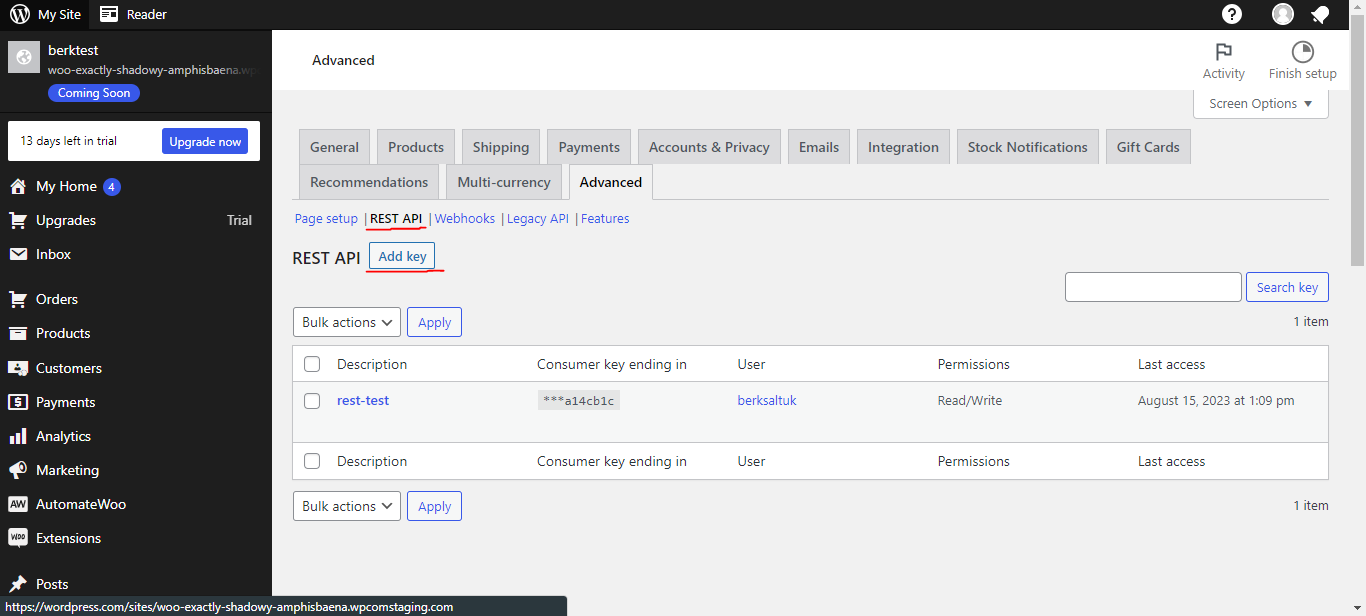 My Site Reader
berktest
woo-exactly-shadowy-amphisbaena.wp
Coming Soon
13 days left in trial Upgrade now
My Home 4
Upgrades Trial
Inbox
Orders
Products
Customers
Payments
Analytics
Marketing
AutomateWoo
Extensions
Posts
https://wordpress.com/sites/woo-exactly-shadowy-amphisbaena.wpcomstaging.com
Advanced
Activity Finish setup
Screen Options
General Products Shipping Payments Accounts & Privacy Emails Integration Stock Notifications Gift Cards
Recommendations Multi-currency Advanced
Page setup | REST API | Webhooks | Legacy API | Features
REST API Add key
Search key
Bulk actions Apply 1 item
Description Consumer key ending in User Permissions Last access
rest-test ***a14cb1c berksaltuk Read/Write August 15, 2023 at 1:09 pm
Description Consumer key ending in User Permissions Last access
Bulk actions Apply 1 item